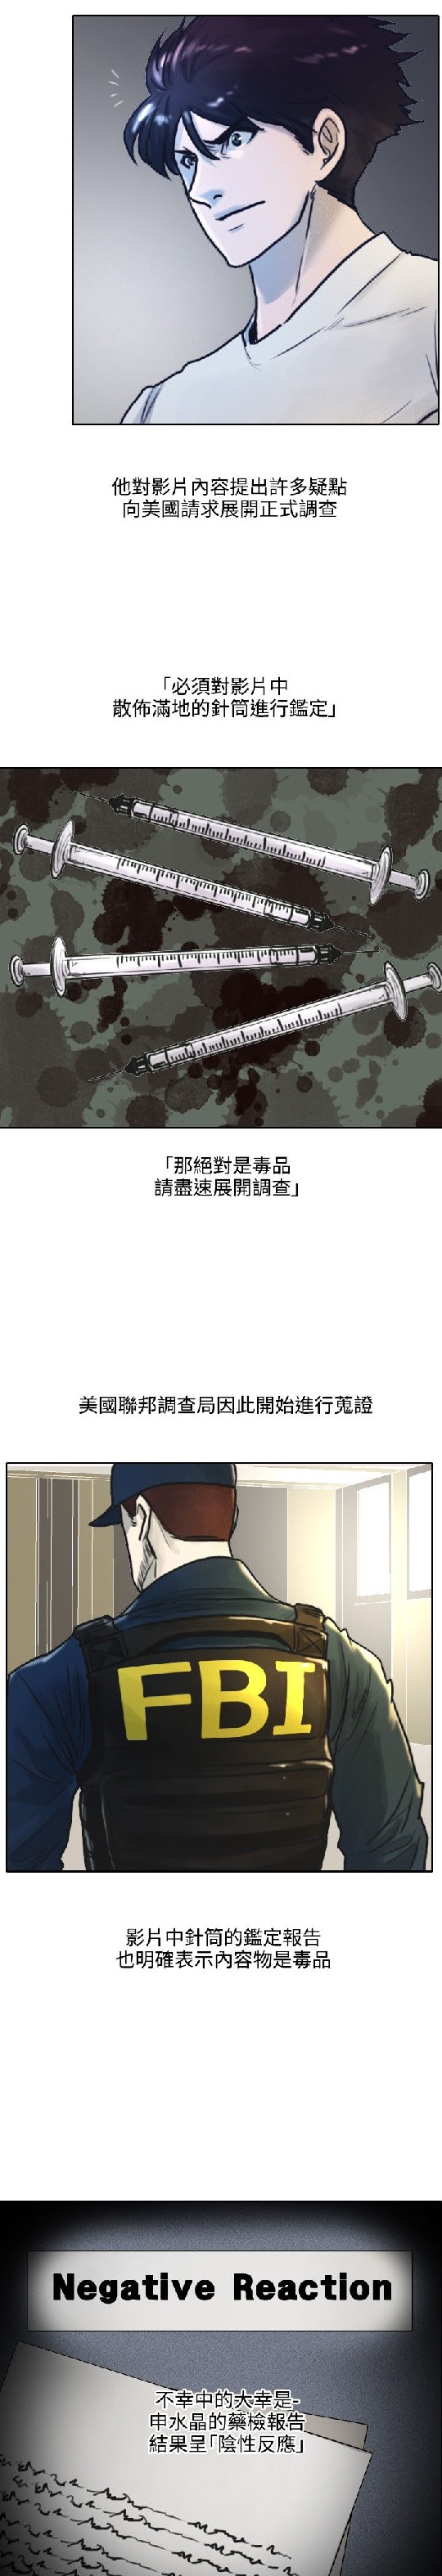 他對影片內容提出許多疑點
向美國請求展開正式調查
「必須對影片中
散佈滿地的針筒進行鑑定」
「那絕對是毒品
請盡速展開調查」
美國聯邦調查局因此開始進行蒐證
FBI
影片中針筒的鑑定報告
也明確表示內容物是毒品
Negative Reaction
不幸中的大幸是-
申水晶的藥檢報告
結果呈「陰性反應」